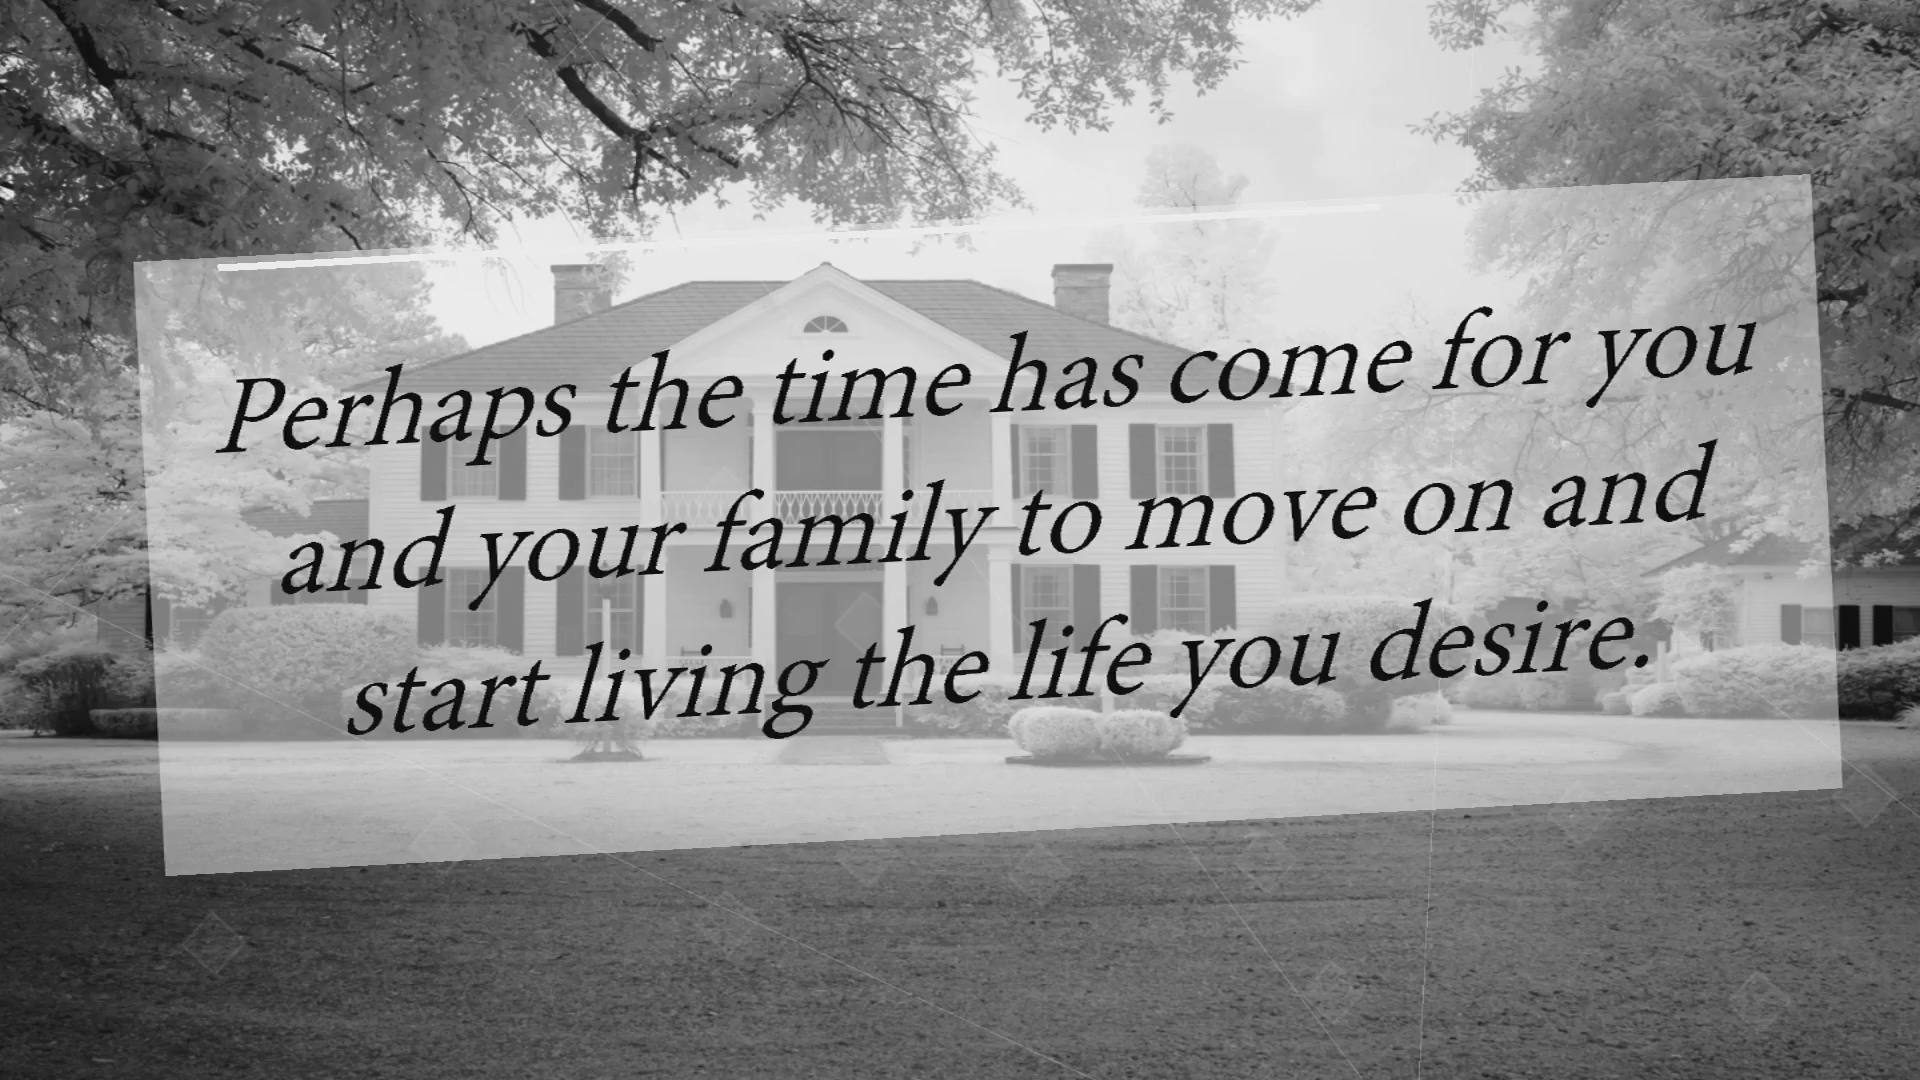 Perhaps the time has come for you
and your family to move on and
start living the life you desire.